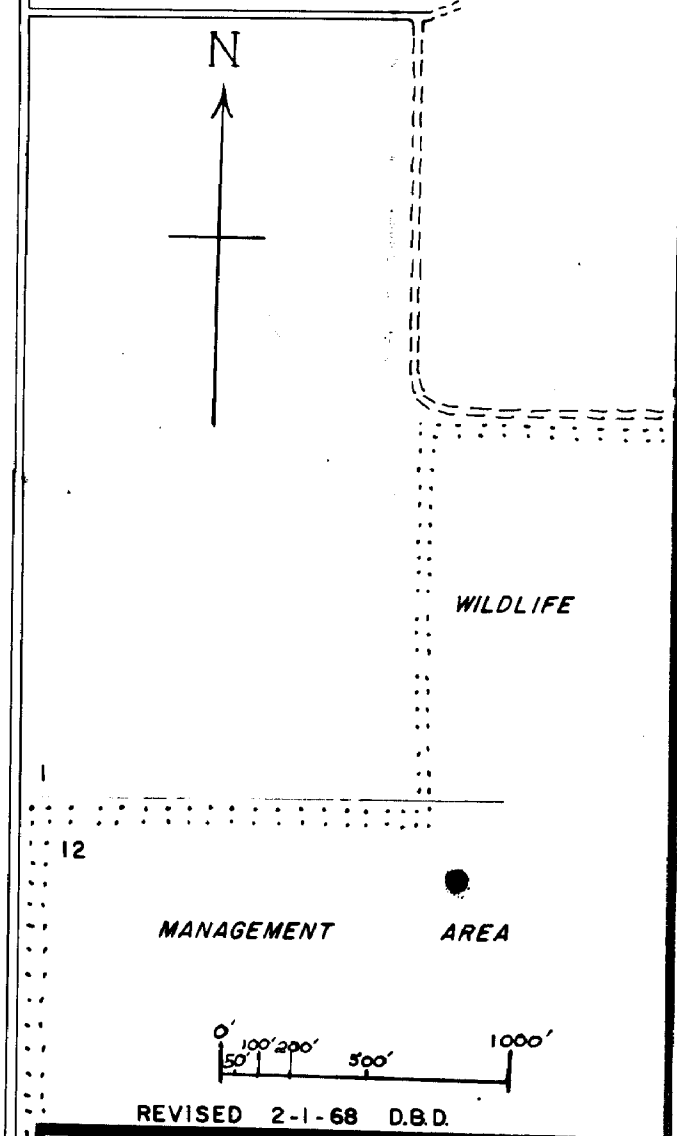 N
WILDLIFE
1
12
MANAGEMENT AREA
0' 50' 100' 200' 500' 1000'
REVISED 2-1-68 D.B.D.